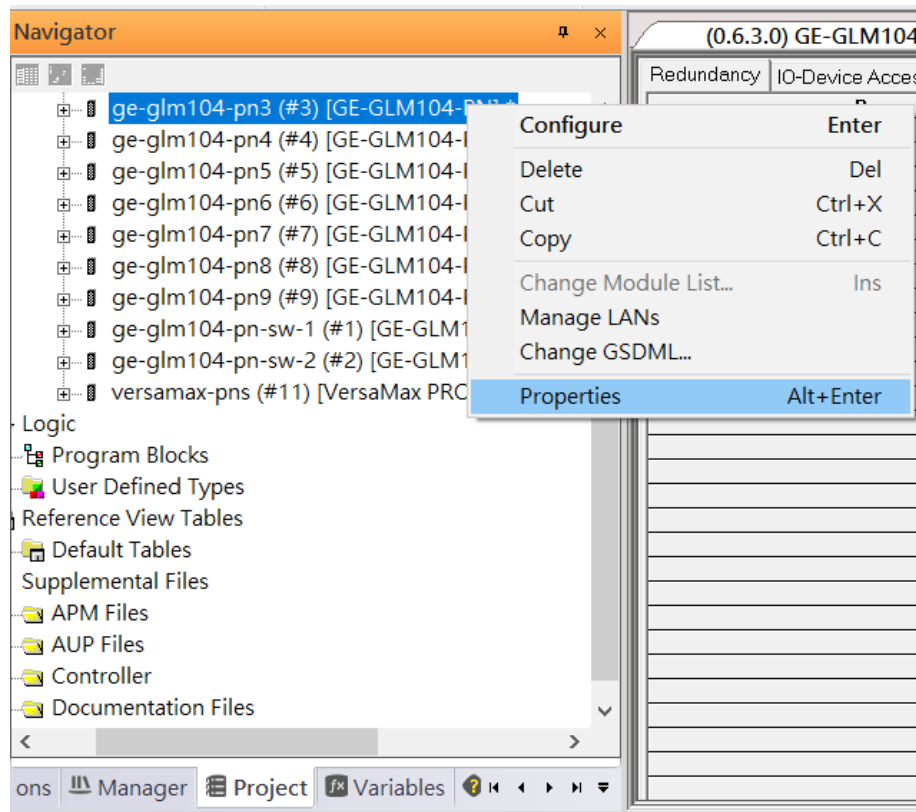 Navigator
(0.6.3.0) GE-GLM104
Redundancy
IO-Device Acces
ge-glm104-pn3 (#3) [GE-GLM104-PN] *
ge-glm104-pn4 (#4) [GE-GLM104-
ge-glm104-pn5 (#5) [GE-GLM104-
ge-glm104-pn6 (#6) [GE-GLM104-
ge-glm104-pn7 (#7) [GE-GLM104-
ge-glm104-pn8 (#8) [GE-GLM104-
ge-glm104-pn9 (#9) [GE-GLM104-
ge-glm104-pn-sw-1 (#1) [GE-GLM1
ge-glm104-pn-sw-2 (#2) [GE-GLM1
versamax-pns (#11) [VersaMax PRO
Logic
Program Blocks
User Defined Types
Reference View Tables
Default Tables
Supplemental Files
APM Files
AUP Files
Controller
Documentation Files
Configure Enter
Delete Del
Cut Ctrl+X
Copy Ctrl+C
Change Module List... Ins
Manage LANs
Change GSDML...
Properties Alt+Enter
ons Manager Project Variables